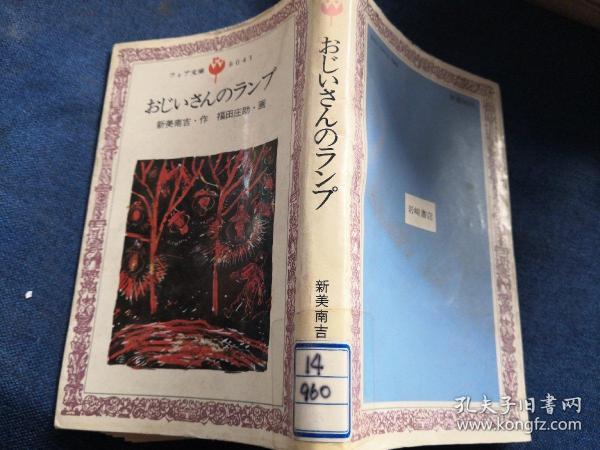 フォア文庫 B041
おじいさんのランプ
新美南吉・作 福田庄助・画
おじいさんのランプ
新美南吉
14
960
岩崎書店
孔夫子旧书网
kongfz.com